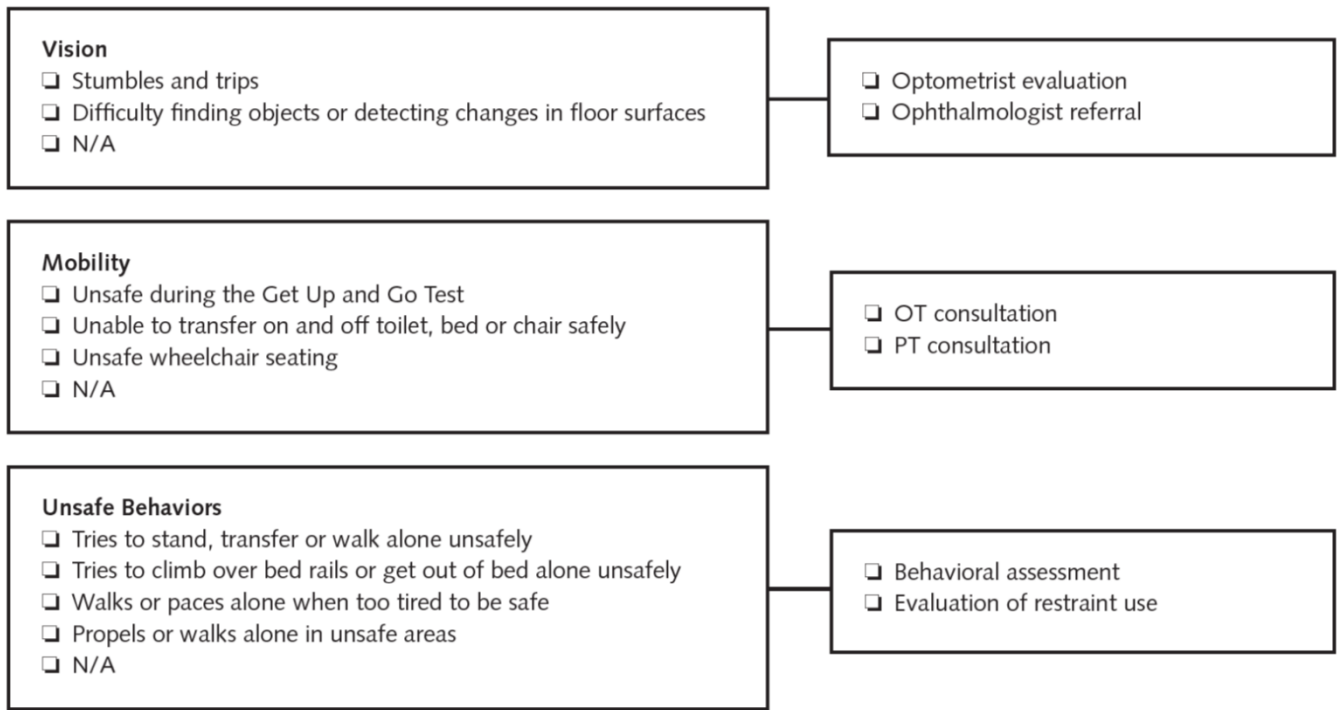 Vision
❏ Stumbles and trips
❏ Difficulty finding objects or detecting changes in floor surfaces
❏ N/A
❏ Optometrist evaluation
❏ Ophthalmologist referral
Mobility
❏ Unsafe during the Get Up and Go Test
❏ Unable to transfer on and off toilet, bed or chair safely
❏ Unsafe wheelchair seating
❏ N/A
❏ OT consultation
❏ PT consultation
Unsafe Behaviors
❏ Tries to stand, transfer or walk alone unsafely
❏ Tries to climb over bed rails or get out of bed alone unsafely
❏ Walks or paces alone when too tired to be safe
❏ Propels or walks alone in unsafe areas
❏ N/A
❏ Behavioral assessment
❏ Evaluation of restraint use